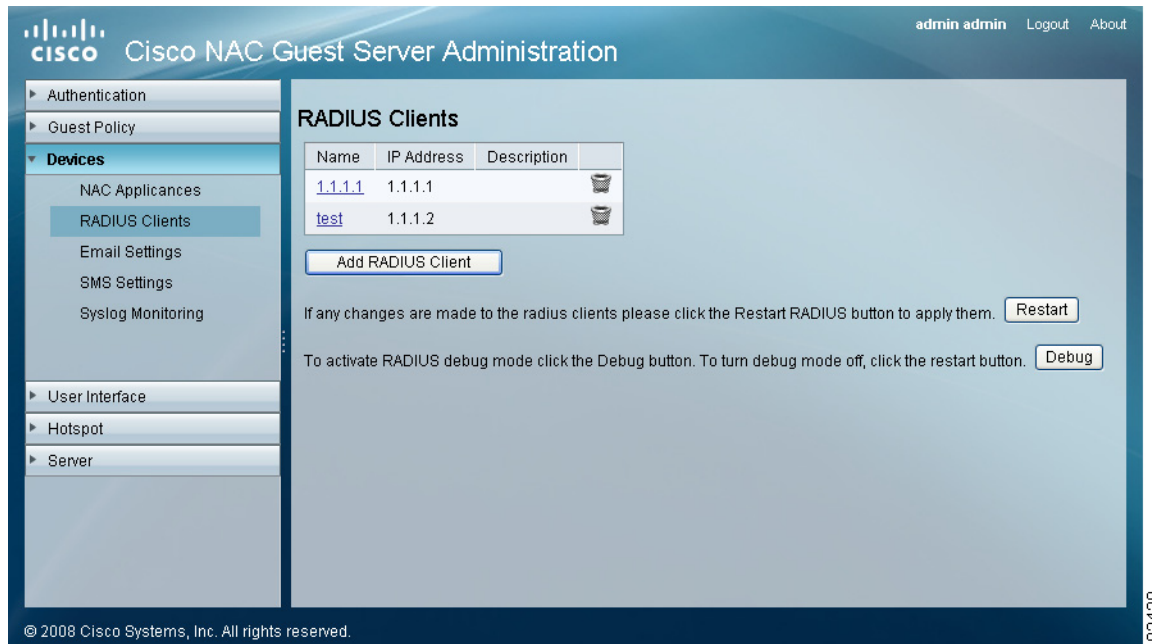 admin admin Logout About
CISCO Cisco NAC Guest Server Administration
Authentication
Guest Policy
Devices
NAC Applicances
RADIUS Clients
Email Settings
SMS Settings
Syslog Monitoring
User Interface
Hotspot
Server
RADIUS Clients
Name IP Address Description
1.1.1.1 1.1.1.1
test 1.1.1.2
Add RADIUS Client
If any changes are made to the radius clients please click the Restart RADIUS button to apply them. Restart
To activate RADIUS debug mode click the Debug button. To turn debug mode off, click the restart button. Debug
© 2008 Cisco Systems, Inc. All rights reserved.